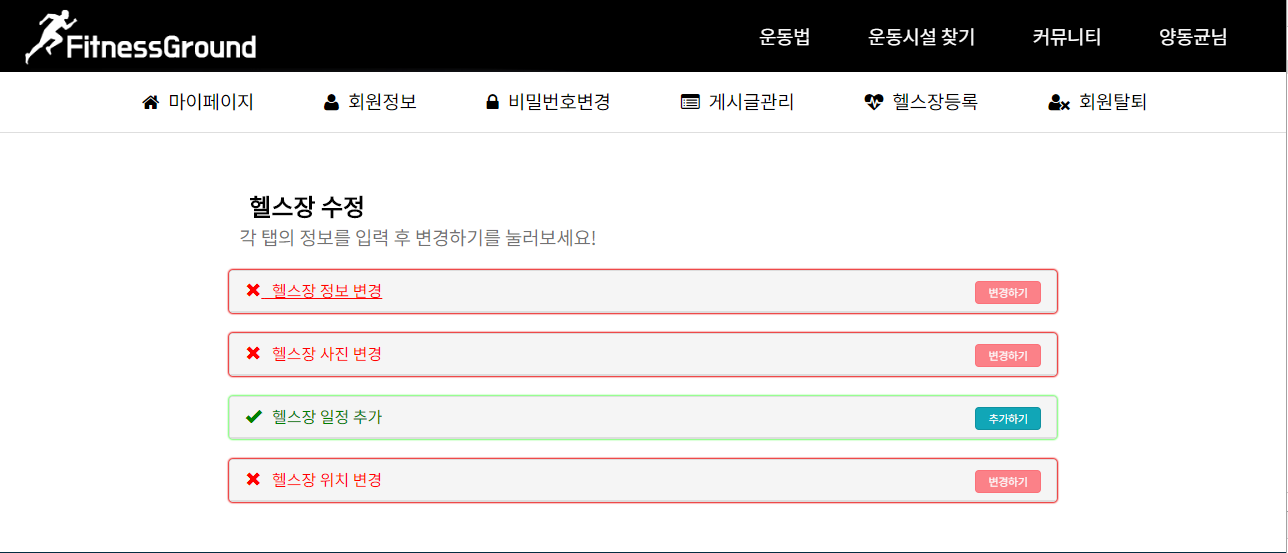 FitnessGround 운동법 운동시설 찾기 커뮤니티 양동균님
마이페이지 회원정보 비밀번호변경 게시글관리 헬스장등록 회원탈퇴
헬스장 수정
각 탭의 정보를 입력 후 변경하기를 눌러보세요!
헬스장 정보 변경 변경하기
헬스장 사진 변경 변경하기
헬스장 일정 추가 추가하기
헬스장 위치 변경 변경하기